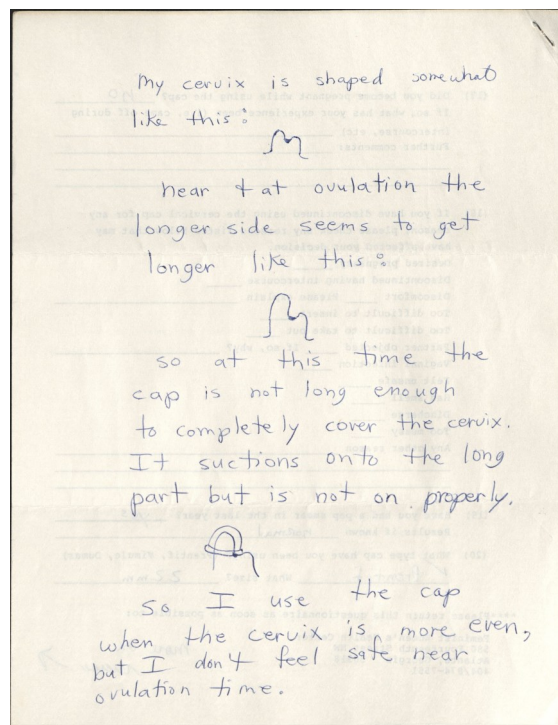 My cervix is shaped somewhat
like this:
near & at ovulation the
longer side seems to get
longer like this:
so at this time the
cap is not long enough
to completely cover the cervix.
It suctions onto the long
part but is not on properly.
so I use the cap
when the cervix is more even,
but I don't feel safe near
ovulation time.